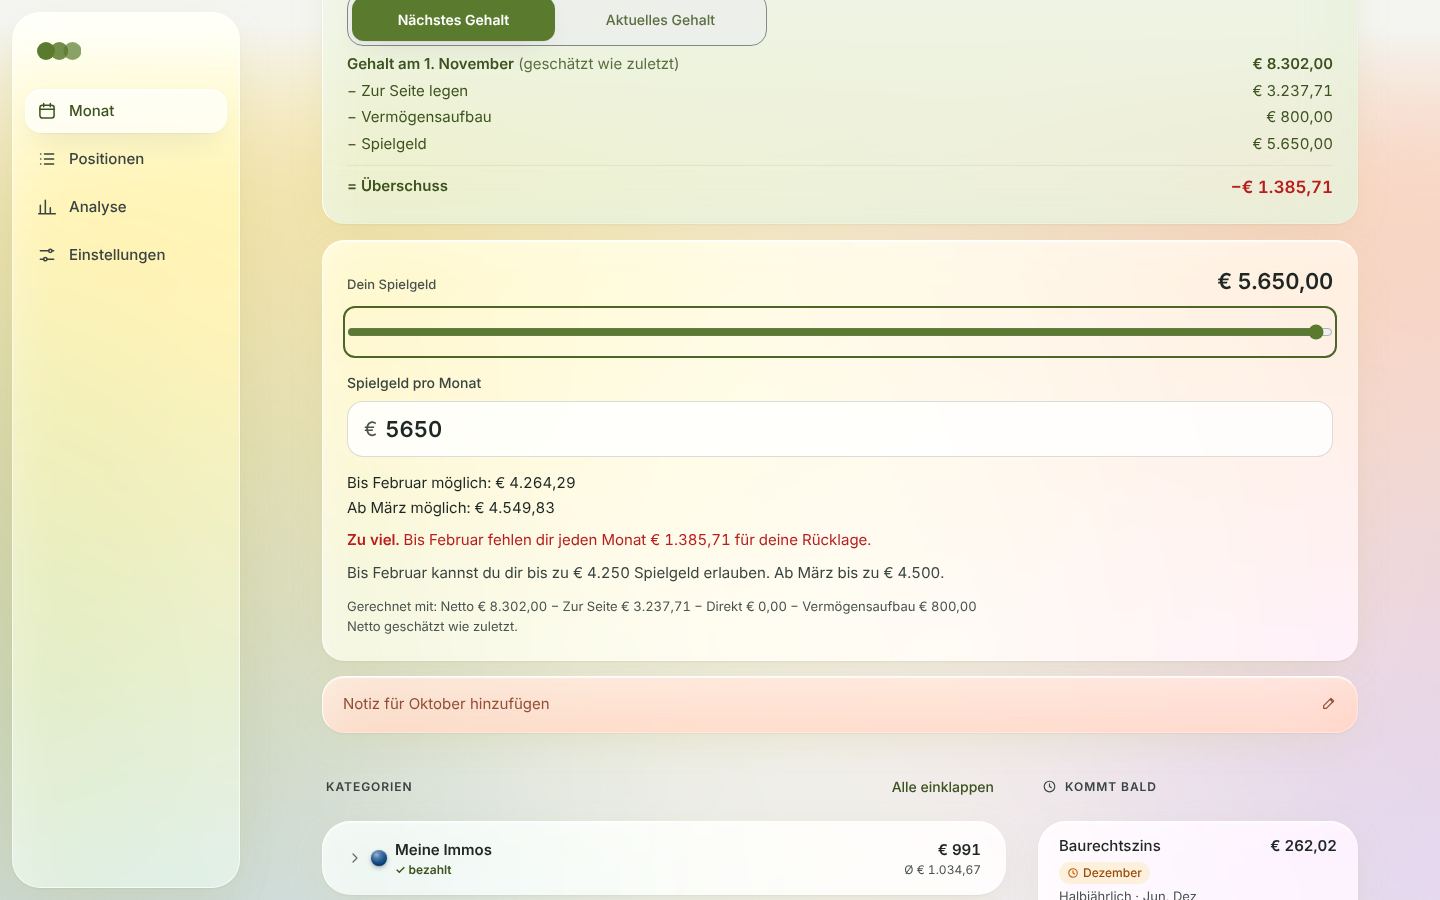 Nächstes Gehalt Aktuelles Gehalt
Gehalt am 1. November (geschätzt wie zuletzt) € 8.302,00
− Zur Seite legen € 3.237,71
− Vermögensaufbau € 800,00
− Spielgeld € 5.650,00
= Überschuss −€ 1.385,71
Monat
Positionen
Analyse
Einstellungen
Dein Spielgeld € 5.650,00
Spielgeld pro Monat
€ 5650
Bis Februar möglich: € 4.264,29
Ab März möglich: € 4.549,83
Zu viel. Bis Februar fehlen dir jeden Monat € 1.385,71 für deine Rücklage.
Bis Februar kannst du dir bis zu € 4.250 Spielgeld erlauben. Ab März bis zu € 4.500.
Gerechnet mit: Netto € 8.302,00 − Zur Seite € 3.237,71 − Direkt € 0,00 − Vermögensaufbau € 800,00
Netto geschätzt wie zuletzt.
Notiz für Oktober hinzufügen
KATEGORIEN Alle einklappen
Meine Immos € 991
✓ bezahlt Ø € 1.034,67
KOMMT BALD
Baurechtszins € 262,02
Dezember
Halbjährlich · Jun, Dez